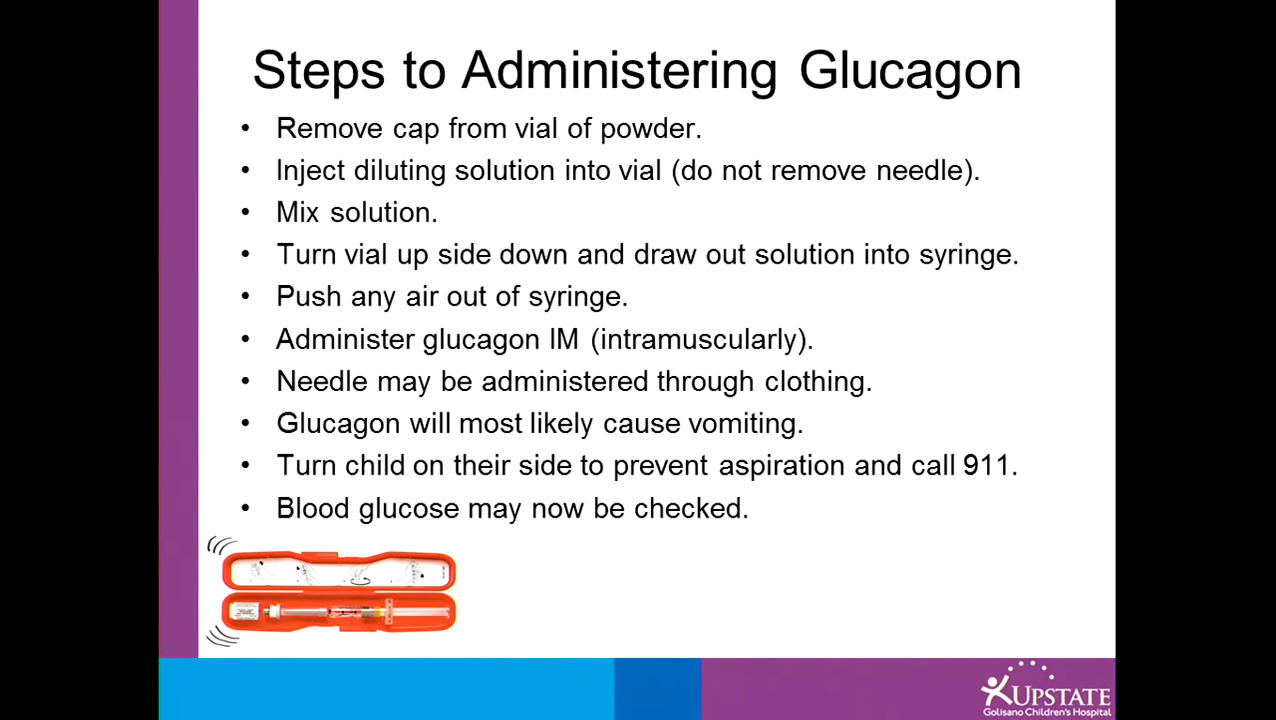 Steps to Administering Glucagon
• Remove cap from vial of powder.
• Inject diluting solution into vial (do not remove needle).
• Mix solution.
• Turn vial up side down and draw out solution into syringe.
• Push any air out of syringe.
• Administer glucagon IM (intramuscularly).
• Needle may be administered through clothing.
• Glucagon will most likely cause vomiting.
• Turn child on their side to prevent aspiration and call 911.
• Blood glucose may now be checked.
UPSTATE
Golisano Children's Hospital